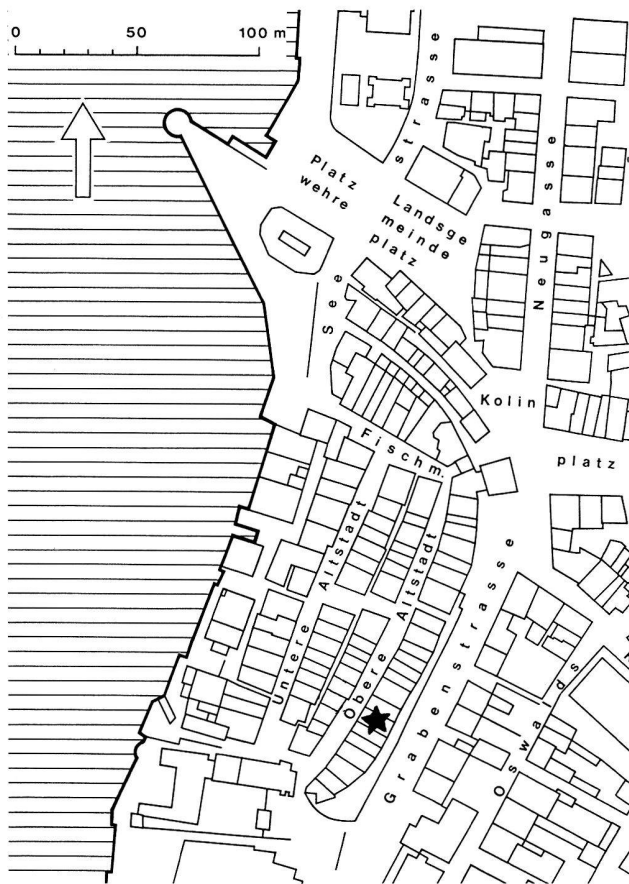 0 50 100 m
Platz
wehre
strasse
Landsge
meinde
platz
Neugasse
See
Kolin
platz
Fischm.
Altstadt
Untere
Altstadt
Obere
Grabenstrasse
Oswalds